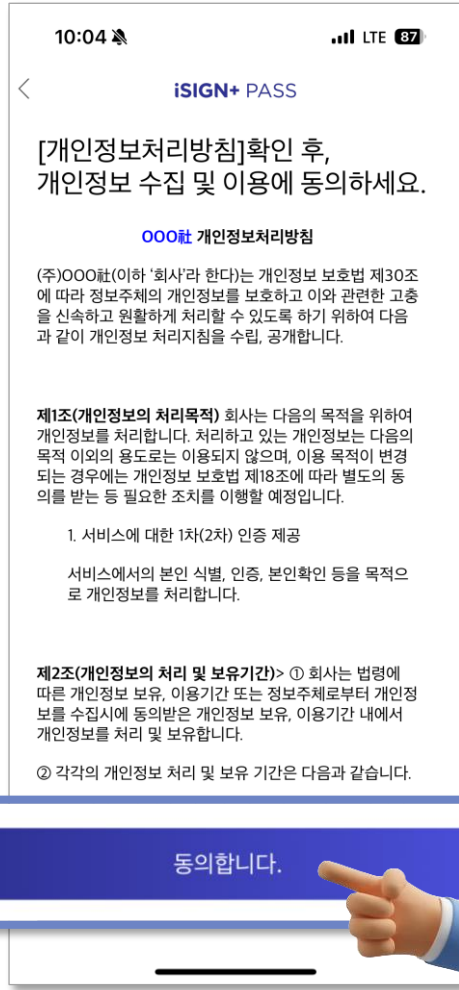 10:04
LTE 87
iSIGN+ PASS
[개인정보처리방침]확인 후,
개인정보 수집 및 이용에 동의하세요.
OOO社 개인정보처리방침
(주)OOO社(이하 ‘회사’라 한다)는 개인정보 보호법 제30조
에 따라 정보주체의 개인정보를 보호하고 이와 관련한 고충
을 신속하고 원활하게 처리할 수 있도록 하기 위하여 다음
과 같이 개인정보 처리지침을 수립, 공개합니다.
제1조(개인정보의 처리목적) 회사는 다음의 목적을 위하여
개인정보를 처리합니다. 처리하고 있는 개인정보는 다음의
목적 이외의 용도로는 이용되지 않으며, 이용 목적이 변경
되는 경우에는 개인정보 보호법 제18조에 따라 별도의 동
의를 받는 등 필요한 조치를 이행할 예정입니다.
1. 서비스에 대한 1차(2차) 인증 제공
서비스에서의 본인 식별, 인증, 본인확인 등을 목적으
로 개인정보를 처리합니다.
제2조(개인정보의 처리 및 보유기간)> ① 회사는 법령에
따른 개인정보 보유, 이용기간 또는 정보주체로부터 개인정
보를 수집시에 동의받은 개인정보 보유, 이용기간 내에서
개인정보를 처리 및 보유합니다.
② 각각의 개인정보 처리 및 보유 기간은 다음과 같습니다.
동의합니다.